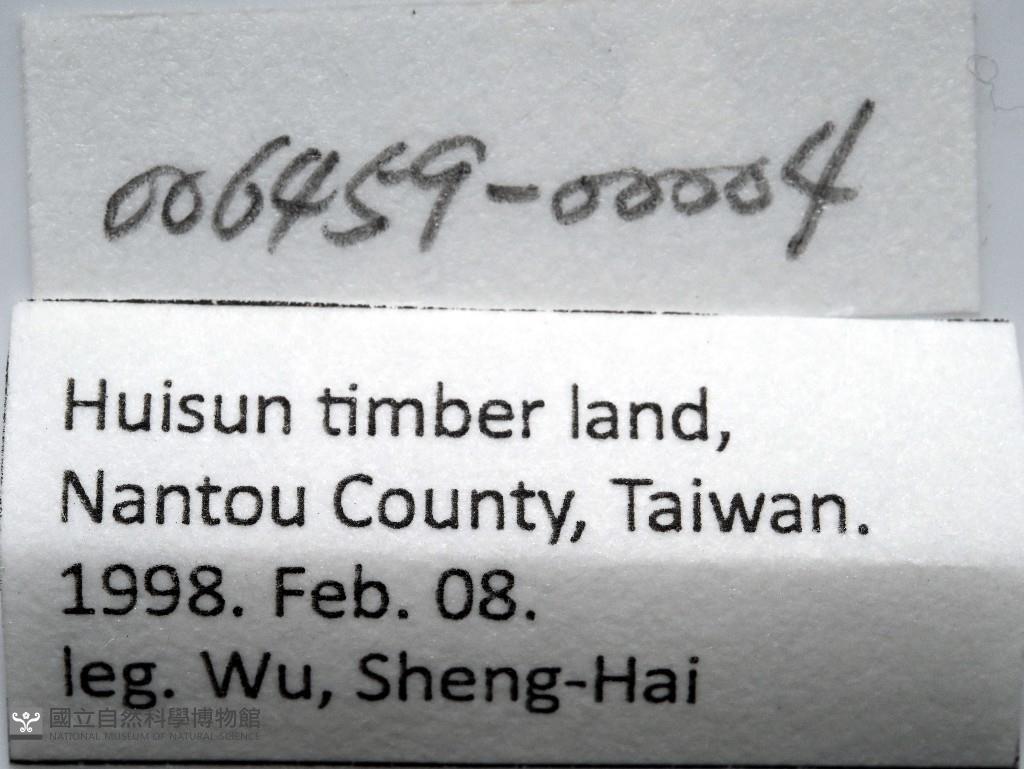 006459-00004
Huisun timber land,
Nantou County, Taiwan.
1998. Feb. 08.
leg. Wu, Sheng-Hai
國立自然科學博物館
NATIONAL MUSEUM OF NATURAL SCIENCE